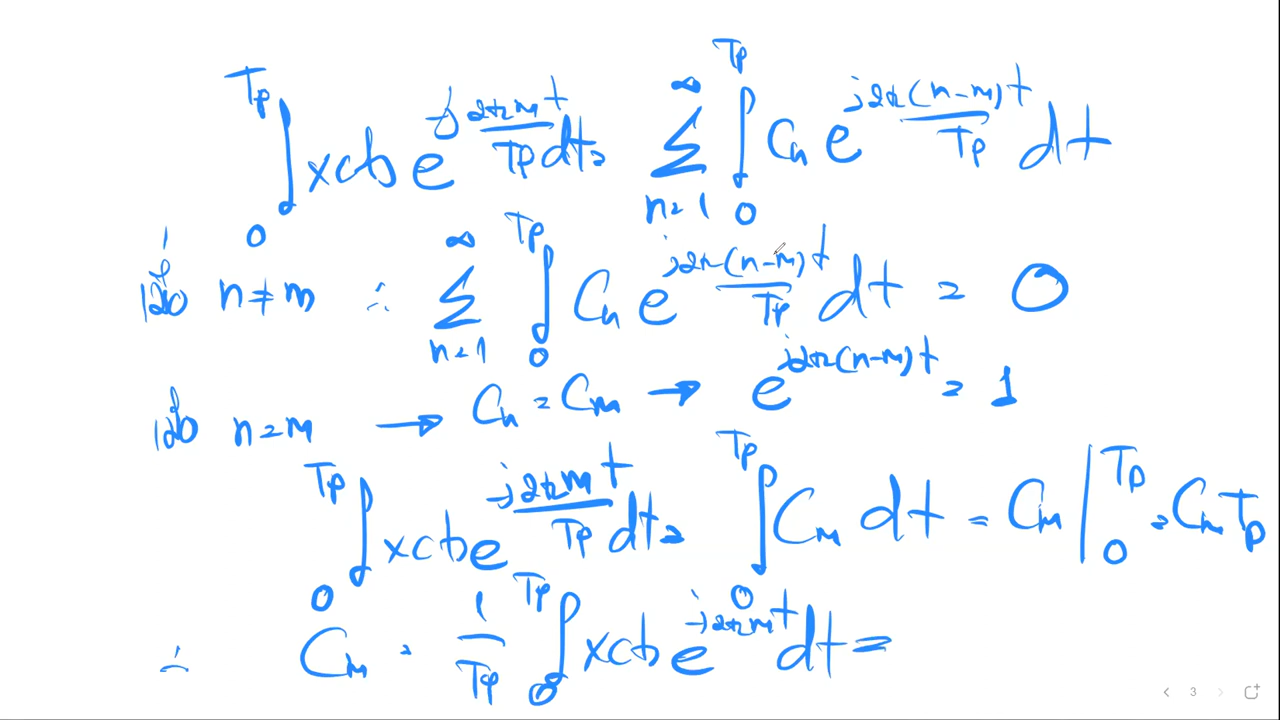 ∫₀^{Tp} x(t) e^{-j2πmt/Tp} dt = ∑_{n=1}^{∞} ∫₀^{Tp} Cₙ e^{j2π(n-m)t/Tp} dt
เมื่อ n≠m ∴ ∑_{n=1}^{∞} ∫₀^{Tp} Cₙ e^{j2π(n-m)t/Tp} dt = 0
เมื่อ n=m → Cₙ = Cₘ → e^{j2π(n-m)t} = 1
∫₀^{Tp} x(t) e^{-j2πmt/Tp} dt = ∫₀^{Tp} Cₘ dt = Cₘ |₀^{Tp} = Cₘ Tp
∴ Cₘ = 1/Tp ∫₀^{Tp} x(t) e^{-j2πmt} dt =
3